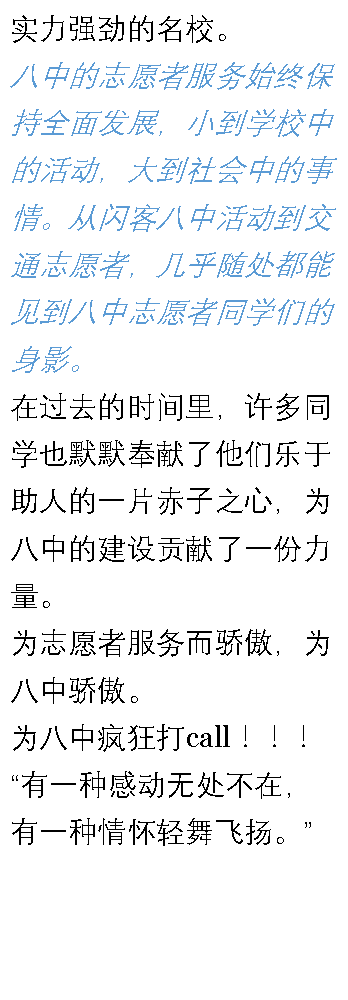 实力强劲的名校。
八中的志愿者服务始终保
持全面发展，小到学校中
的活动，大到社会中的事
情。从闪客八中活动到交
通志愿者，几乎随处都能
见到八中志愿者同学们的
身影。
在过去的时间里，许多同
学也默默奉献了他们乐于
助人的一片赤子之心，为
八中的建设贡献了一份力
量。
为志愿者服务而骄傲，为
八中骄傲。
为八中疯狂打call！！！
“有一种感动无处不在，
有一种情怀轻舞飞扬。”